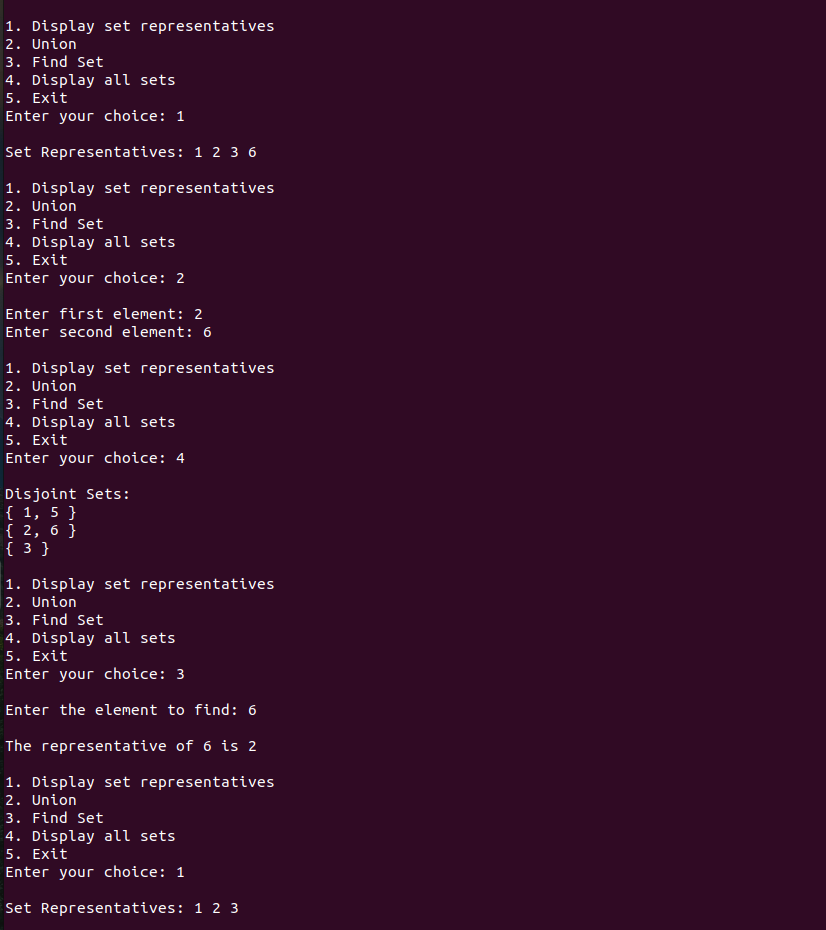 1. Display set representatives
2. Union
3. Find Set
4. Display all sets
5. Exit
Enter your choice: 1
Set Representatives: 1 2 3 6
1. Display set representatives
2. Union
3. Find Set
4. Display all sets
5. Exit
Enter your choice: 2
Enter first element: 2
Enter second element: 6
1. Display set representatives
2. Union
3. Find Set
4. Display all sets
5. Exit
Enter your choice: 4
Disjoint Sets:
{ 1, 5 }
{ 2, 6 }
{ 3 }
1. Display set representatives
2. Union
3. Find Set
4. Display all sets
5. Exit
Enter your choice: 3
Enter the element to find: 6
The representative of 6 is 2
1. Display set representatives
2. Union
3. Find Set
4. Display all sets
5. Exit
Enter your choice: 1
Set Representatives: 1 2 3